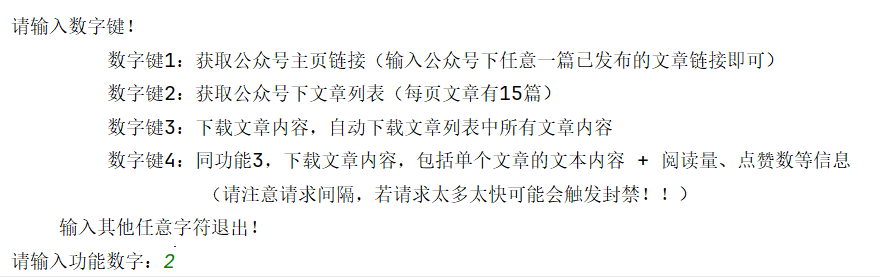 请输入数字键!
数字键1: 获取公众号主页链接（输入公众号下任意一篇已发布的文章链接即可）
数字键2: 获取公众号下文章列表（每页文章有15篇）
数字键3: 下载文章内容，自动下载文章列表中所有文章内容
数字键4: 同功能3，下载文章内容，包括单个文章的文本内容 + 阅读量、点赞数等信息
（请注意请求间隔，若请求太多太快可能会触发封禁！！）
输入其他任意字符退出!
请输入功能数字: 2